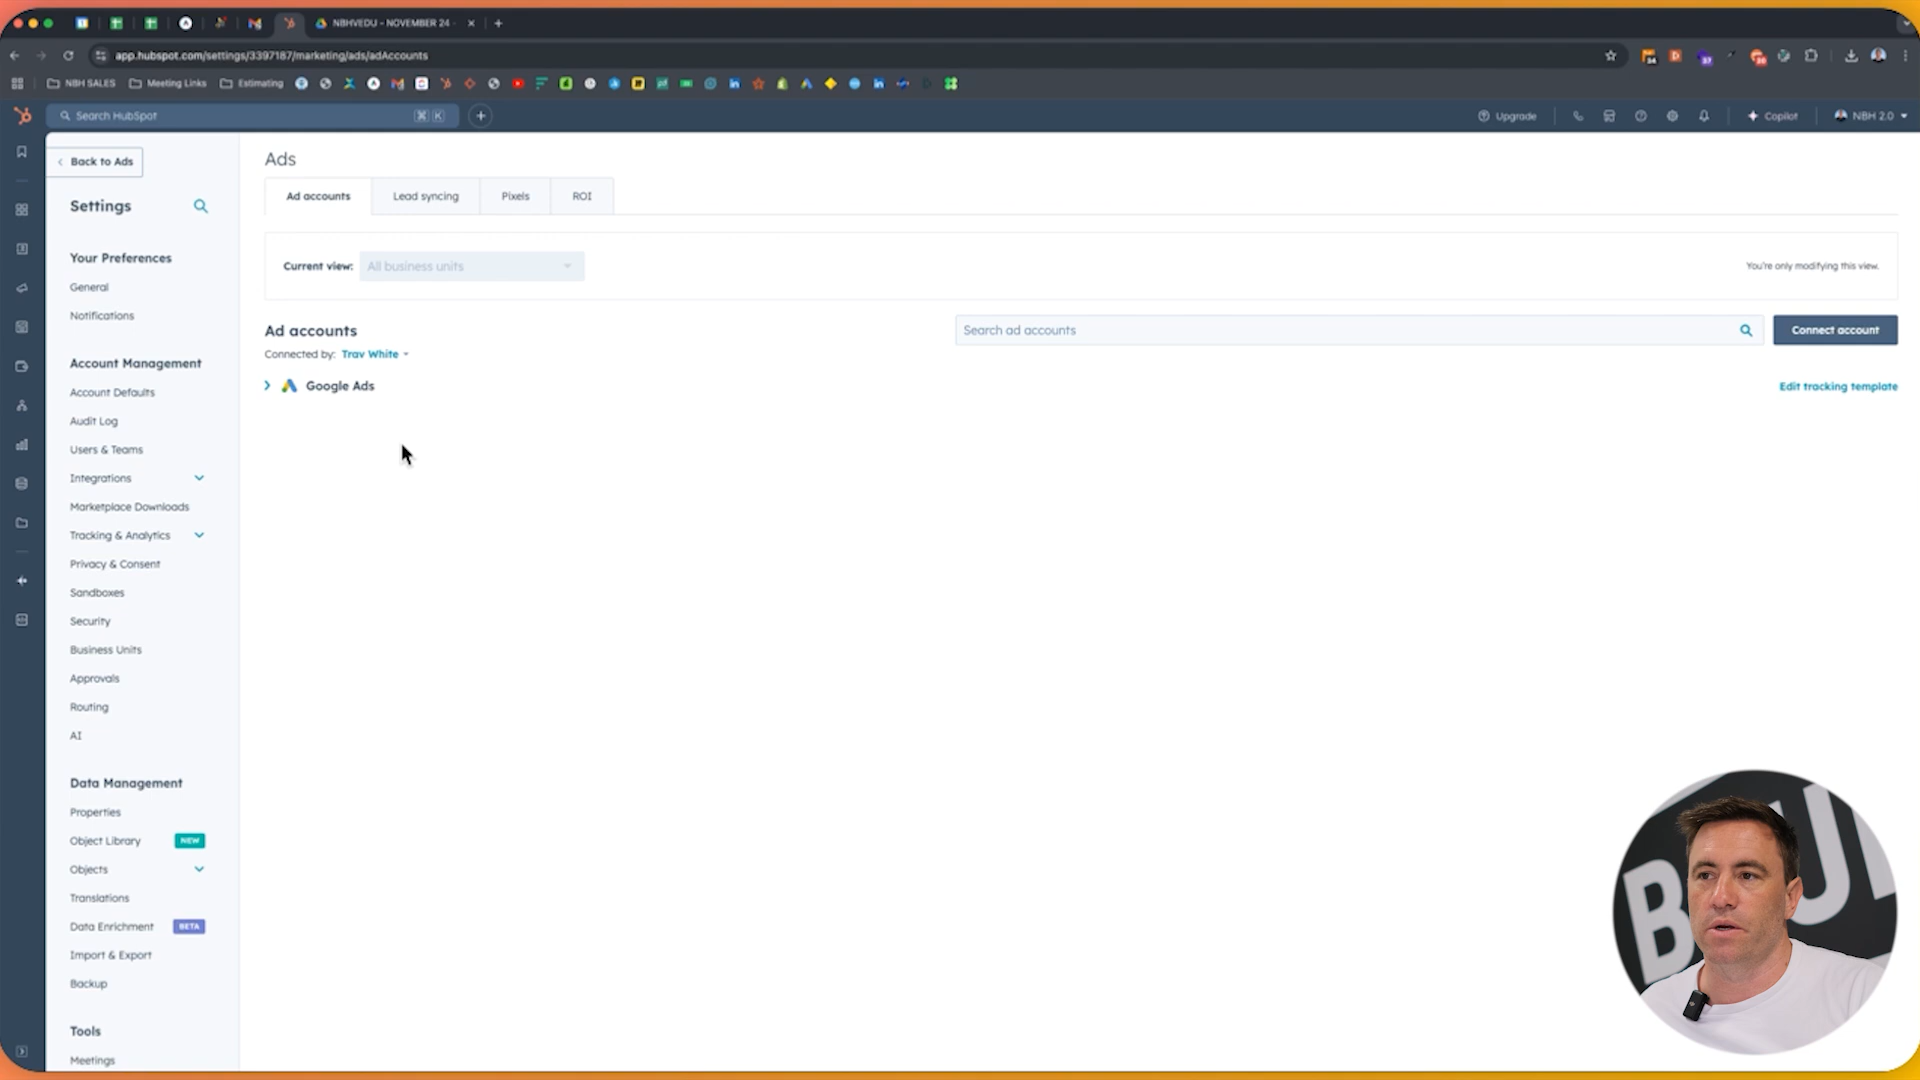 NBHVEDU - NOVEMBER 24
app.hubspot.com/settings/3397187/marketing/ads/adAccounts
NBH SALES
Meeting Links
Estimating
Search HubSpot
⌘ K
Upgrade
Copilot
NBH 2.0
Back to Ads
Settings
Your Preferences
General
Notifications
Account Management
Account Defaults
Audit Log
Users & Teams
Integrations
Marketplace Downloads
Tracking & Analytics
Privacy & Consent
Sandboxes
Security
Business Units
Approvals
Routing
AI
Data Management
Properties
Object Library NEW
Objects
Translations
Data Enrichment BETA
Import & Export
Backup
Tools
Meetings
Ads
Ad accounts
Lead syncing
Pixels
ROI
Current view: All business units
You're only modifying this view.
Ad accounts
Search ad accounts
Connect account
Connected by: Trav White
Google Ads
Edit tracking template